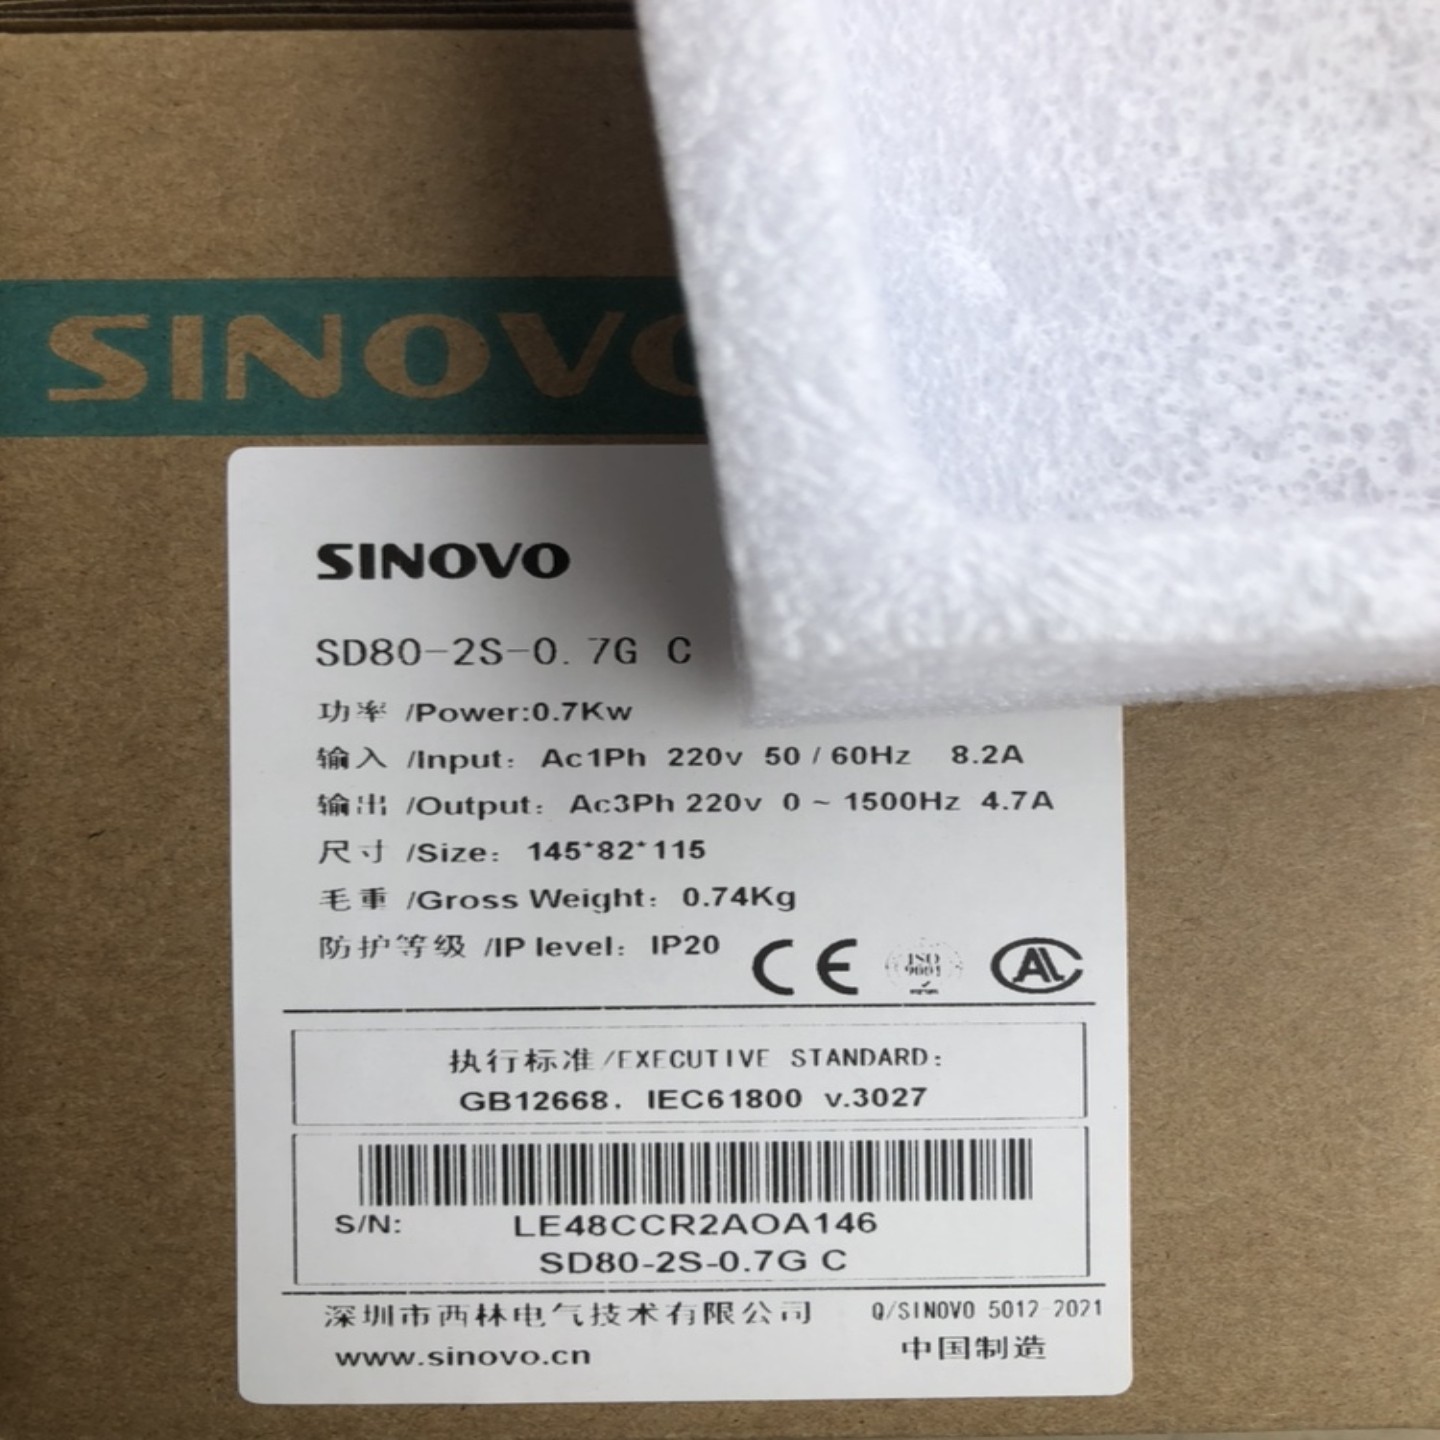 SINOVO
SINOVO
SD80-2S-0.7G C
功率 /Power:0.7Kw
输入 /Input: Ac1Ph 220v 50 / 60Hz 8.2A
输出 /Output: Ac3Ph 220v 0 ~ 1500Hz 4.7A
尺寸 /Size: 145*82*115
毛重 /Gross Weight: 0.74Kg
防护等级 /IP level: IP20
CE ISO 9001
执行标准/EXECUTIVE STANDARD:
GB12668. IEC61800 v.3027
S/N: LE48CCR2AOA146
SD80-2S-0.7G C
深圳市西林电气技术有限公司 Q/SINOVO 5012-2021
www.sinovo.cn 中国制造